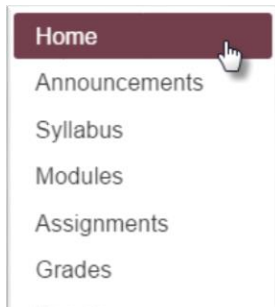 Home
Announcements
Syllabus
Modules
Assignments
Grades